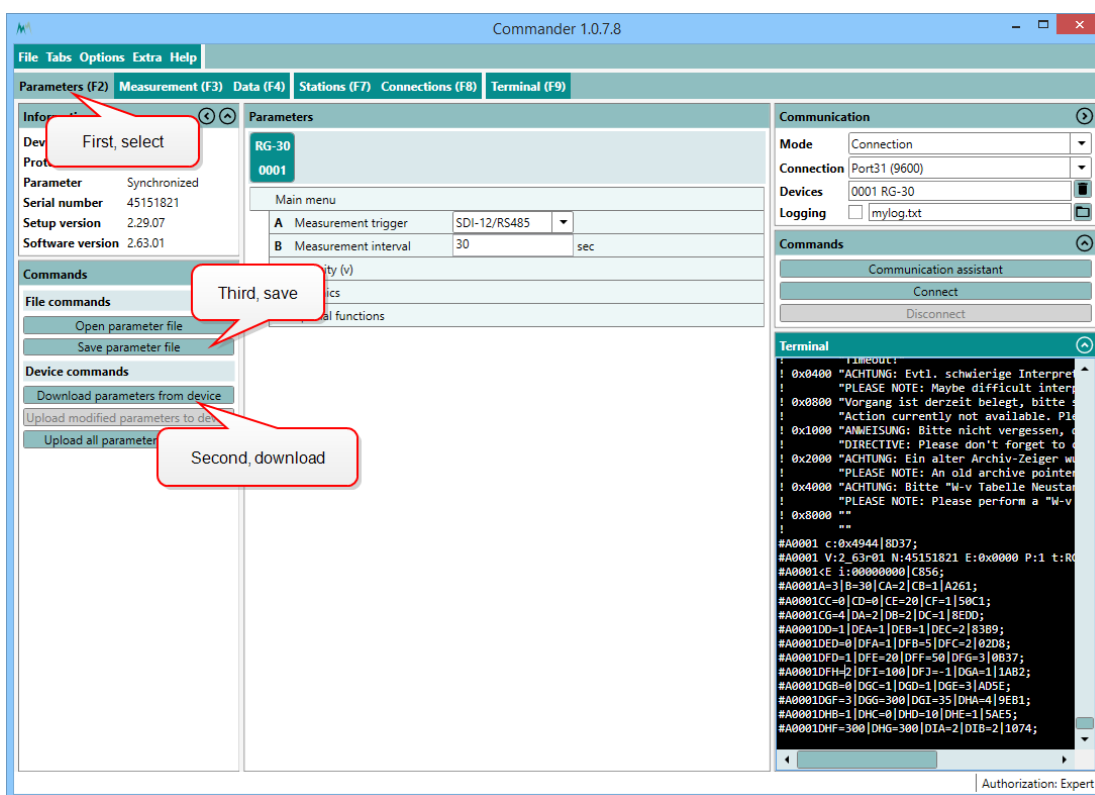 Commander 1.0.7.8
File Tabs Options Extra Help
Parameters (F2) Measurement (F3) Data (F4) Stations (F7) Connections (F8) Terminal (F9)
First, select
Parameter Synchronized
Serial number 45151821
Setup version 2.29.07
Software version 2.63.01
Commands
File commands
Open parameter file
Save parameter file
Third, save
Device commands
Download parameters from device
Upload modified parameters to dev
Upload all parameter
Second, download
Parameters
RG-30
0001
Main menu
A Measurement trigger SDI-12/RS485
B Measurement interval 30 sec
ity (v)
ics
al functions
Communication
Mode Connection
Connection Port31 (9600)
Devices 0001 RG-30
Logging mylog.txt
Commands
Communication assistant
Connect
Disconnect
Terminal
! Timeout!
! 0x0400 "ACHTUNG: Evtl. schwierige Interpret
! "PLEASE NOTE: Maybe difficult interp
! 0x0800 "Vorgang ist derzeit belegt, bitte s
! "Action currently not available. Ple
! 0x1000 "ANWEISUNG: Bitte nicht vergessen, d
! "DIRECTIVE: Please don't forget to
! 0x2000 "ACHTUNG: Ein alter Archiv-Zeiger wu
! "PLEASE NOTE: An old archive pointer
! 0x4000 "ACHTUNG: Bitte "W-v Tabelle Neustar
! "PLEASE NOTE: Please perform a "W-v
! 0x8000 ""
! ""
#A0001 c:0x4944|8D37;
#A0001 V:2_63r01 N:45151821 E:0x0000 P:1 t:RG
#A0001<E i:00000000|C856;
#A0001A=3|B=30|CA=2|CB=1|A261;
#A0001CC=0|CD=0|CE=20|CF=1|50C1;
#A0001CG=4|DA=2|DB=2|DC=1|8EDD;
#A0001DD=1|DEA=1|DEB=1|DEC=2|83B9;
#A0001DED=0|DFA=1|DFB=5|DFC=2|02D8;
#A0001DFD=1|DFE=20|DFF=50|DFG=3|0B37;
#A0001DFH=2|DFI=100|DFJ=-1|DGA=1|1AB2;
#A0001DGB=0|DGC=1|DGD=1|DGE=3|AD5E;
#A0001DGF=3|DGG=300|DGI=35|DHA=4|9EB1;
#A0001DHB=1|DHC=0|DHD=10|DHE=1|5AE5;
#A0001DHF=300|DHG=300|DIA=2|DIB=2|1074;
Authorization: Expert